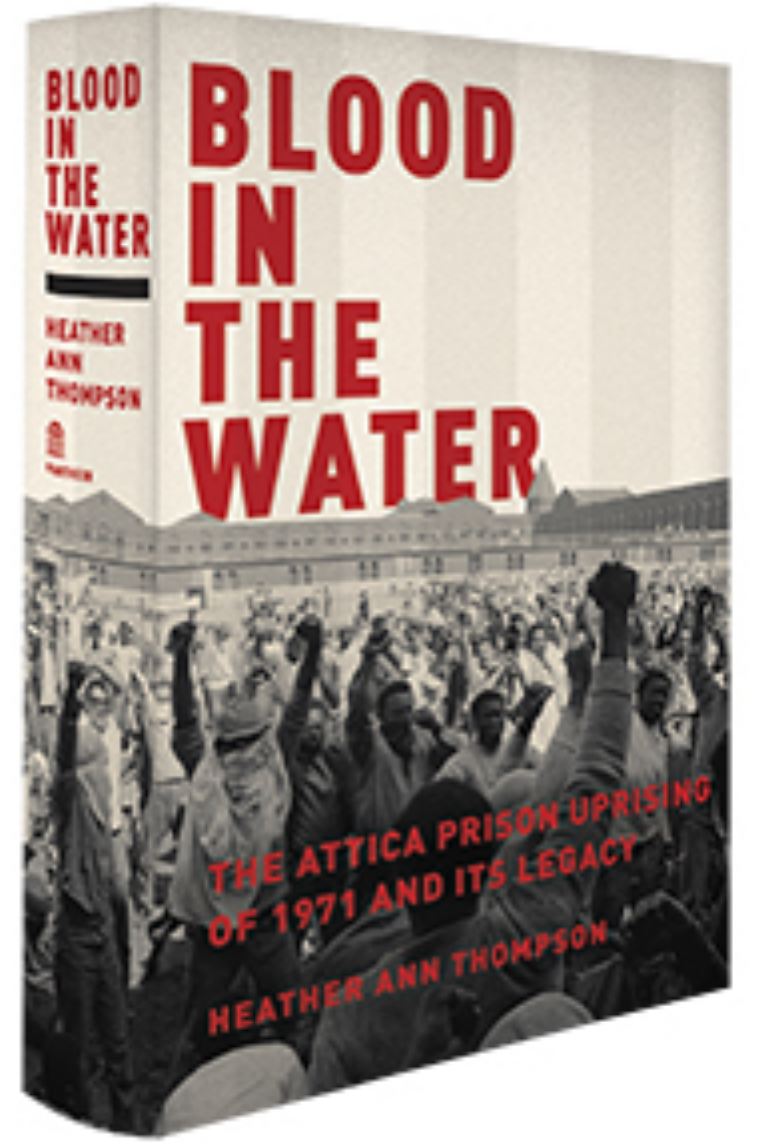 BLOOD
IN
THE
WATER
HEATHER
ANN
THOMPSON
PANTHEON
BLOOD
IN
THE
WATER
THE ATTICA PRISON UPRISING
OF 1971 AND ITS LEGACY
HEATHER ANN THOMPSON